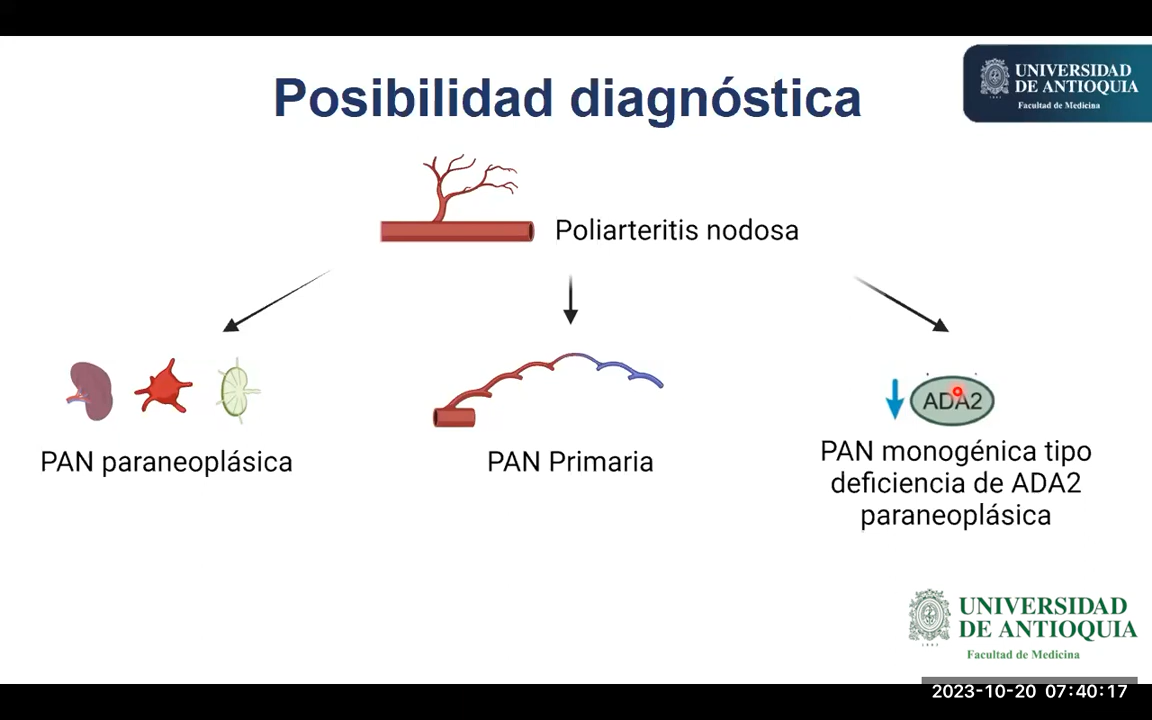 Posibilidad diagnóstica
UNIVERSIDAD
DE ANTIOQUIA
Facultad de Medicina
Poliarteritis nodosa
PAN paraneoplásica
PAN Primaria
ADA2
PAN monogénica tipo
deficiencia de ADA2
paraneoplásica
UNIVERSIDAD
DE ANTIOQUIA
Facultad de Medicina
2023-10-20 07:40:17